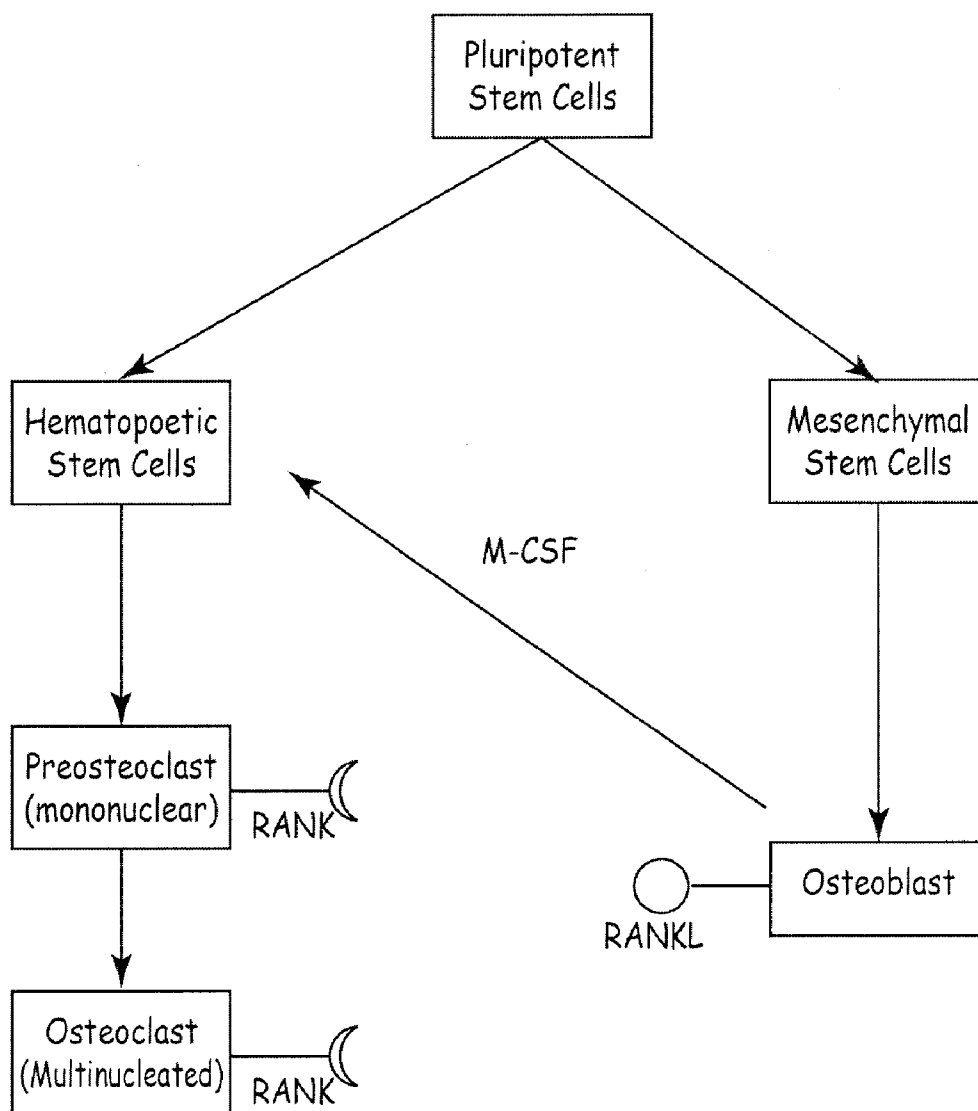 Pluripotent
Stem Cells
Hematopoetic
Stem Cells
Mesenchymal
Stem Cells
M-CSF
Preosteoclast
(mononuclear)
RANK
Osteoblast
RANKL
Osteoclast
(Multinucleated)
RANK